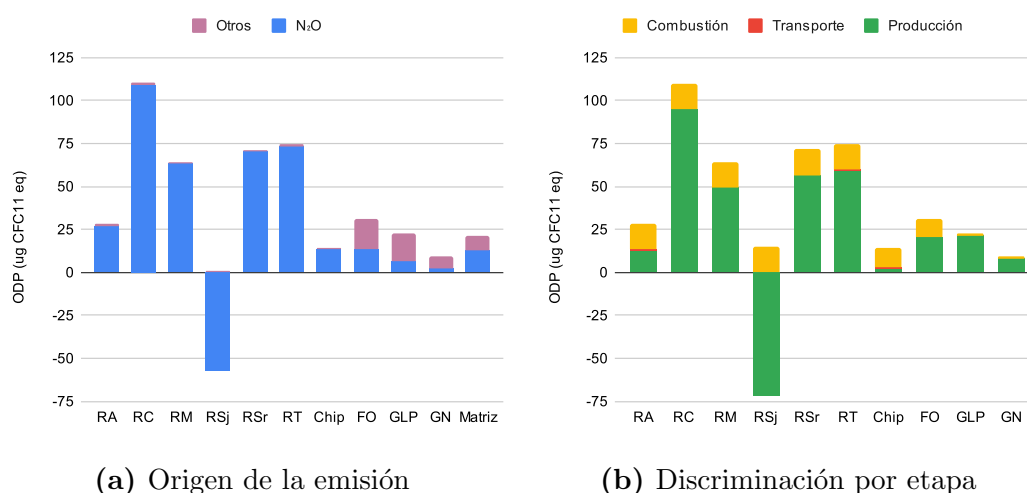 Otros N₂O
125
100
75
50
25
0
-25
-50
-75
ODP (ug CFC11 eq)
RA RC RM RSj RSr RT Chip FO GLP GN Matriz
(a) Origen de la emisión
Combustión Transporte Producción
125
100
75
50
25
0
-25
-50
-75
ODP (ug CFC11 eq)
RA RC RM RSj RSr RT Chip FO GLP GN
(b) Discriminación por etapa